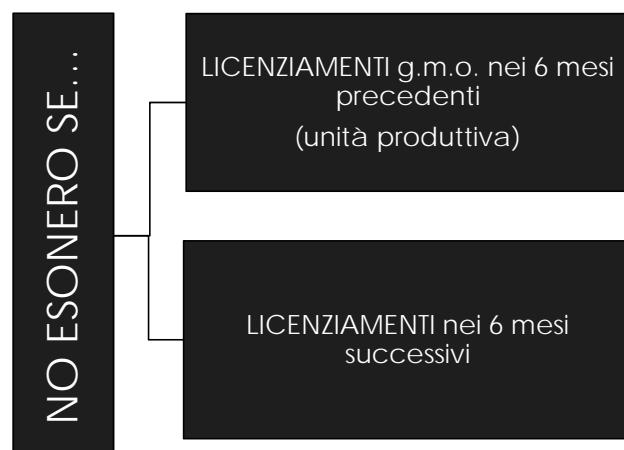 NO ESONERO SE...
LICENZIAMENTI g.m.o. nei 6 mesi
precedenti
(unità produttiva)
LICENZIAMENTI nei 6 mesi
successivi